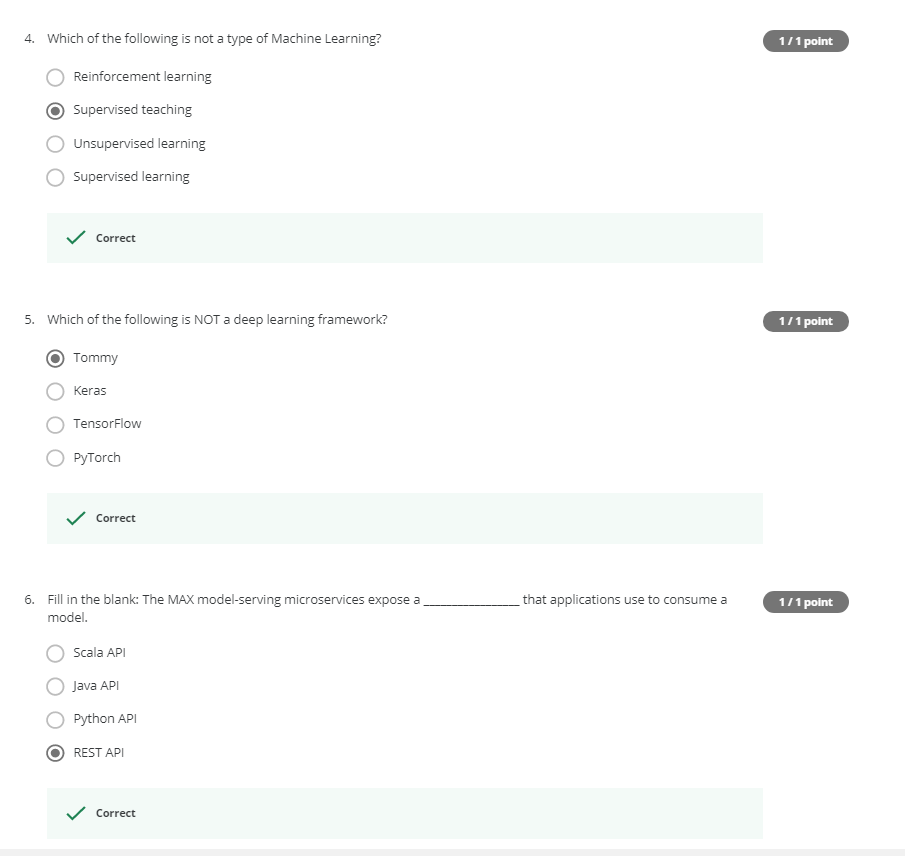 4. Which of the following is not a type of Machine Learning?
1 / 1 point
Reinforcement learning
Supervised teaching
Unsupervised learning
Supervised learning
Correct
5. Which of the following is NOT a deep learning framework?
1 / 1 point
Tommy
Keras
TensorFlow
PyTorch
Correct
6. Fill in the blank: The MAX model-serving microservices expose a ________________ that applications use to consume a
1 / 1 point
model.
Scala API
Java API
Python API
REST API
Correct